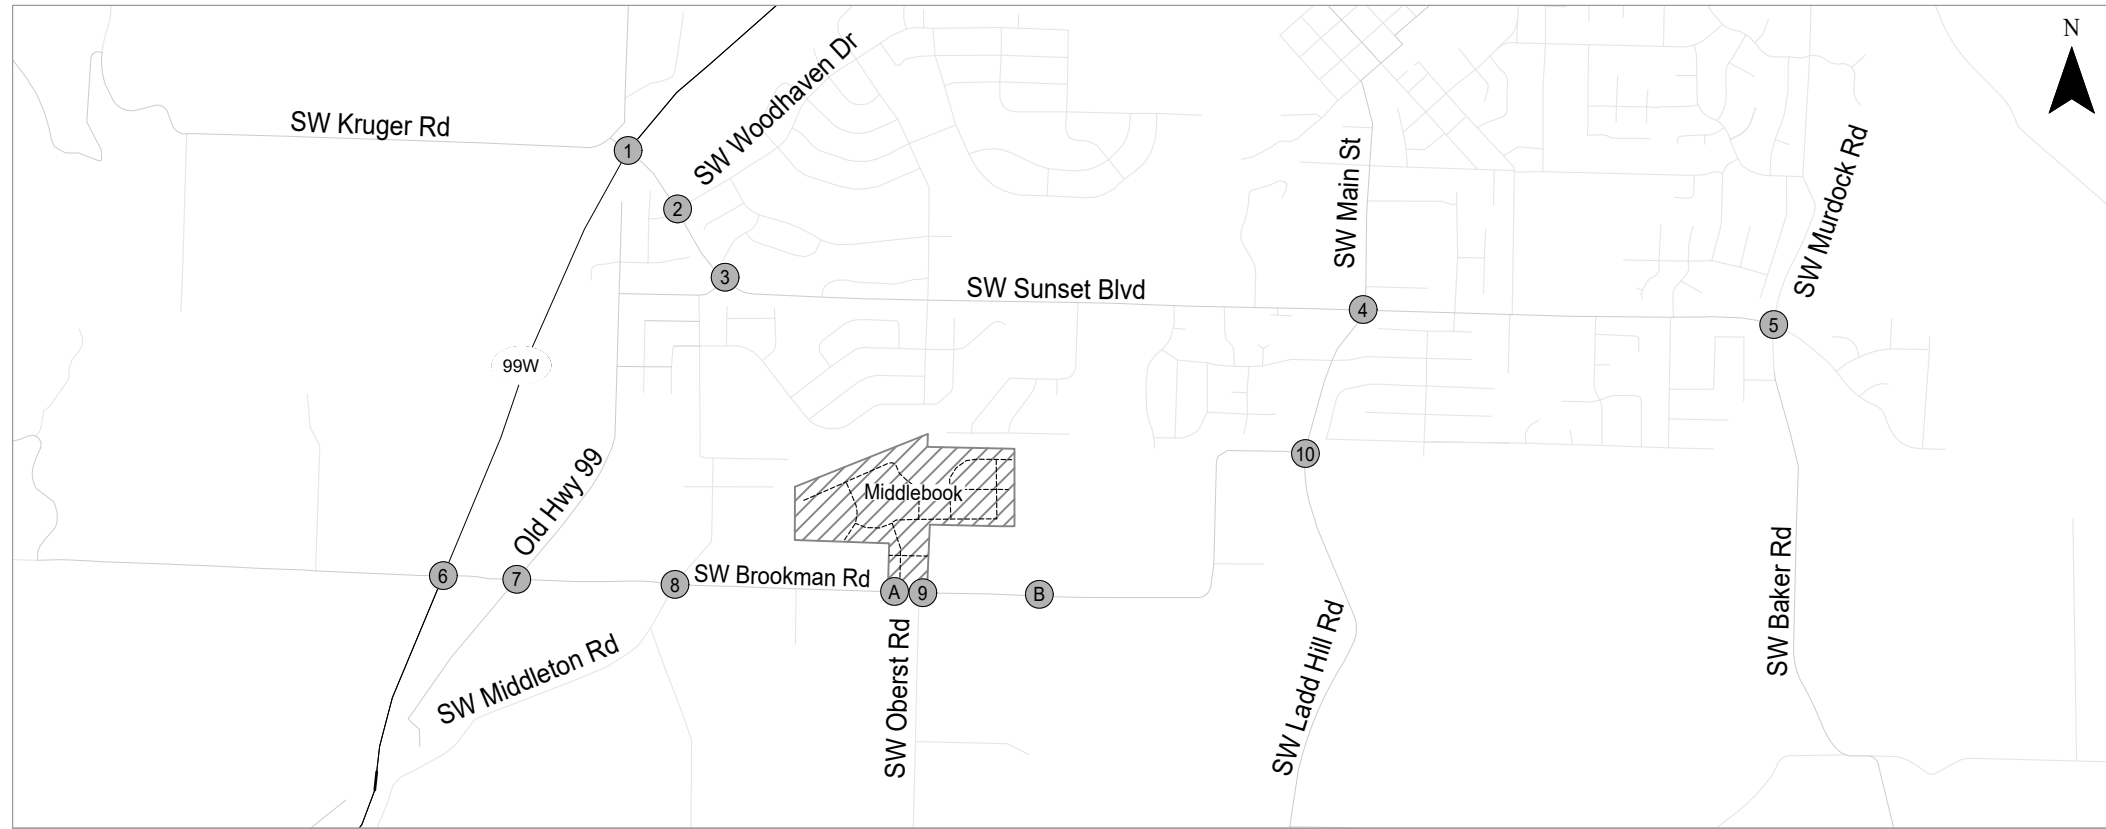 N
SW Woodhaven Dr
SW Kruger Rd
1
SW Murdock Rd
SW Main St
2
3
SW Sunset Blvd
4
5
99W
Old Hwy 99
10
Middlebook
6
7
8
SW Brookman Rd
A
9
B
SW Baker Rd
SW Middleton Rd
SW Oberst Rd
SW Ladd Hill Rd